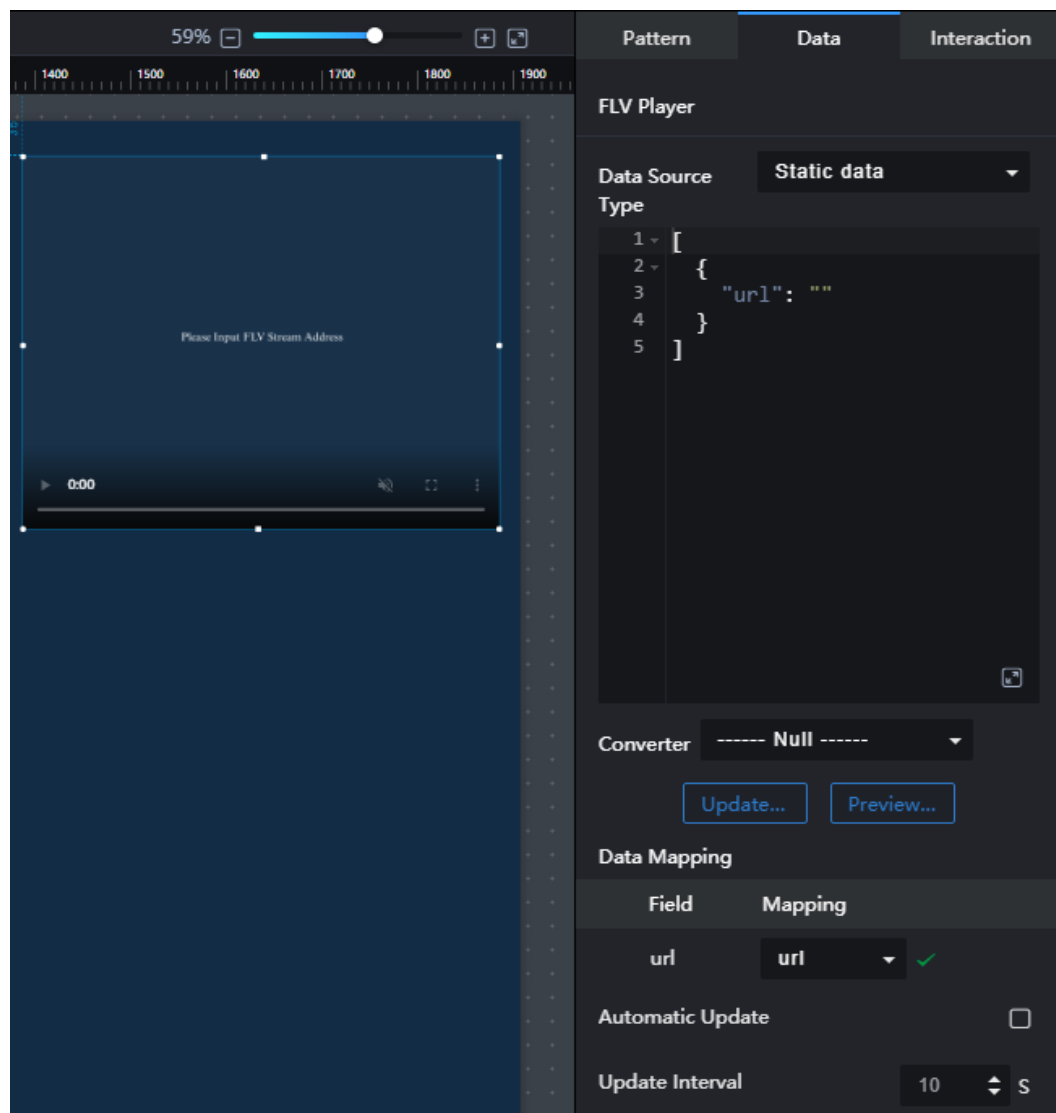 59%
Pattern Data Interaction
1400 1500 1600 1700 1800 1900
FLV Player
Data Source Type
Static data
1 [
2 {
3 "url": ""
4 }
5 ]
Please Input FLV Stream Address
0:00
Converter ------ Null ------
Update... Preview...
Data Mapping
Field Mapping
url url
Automatic Update
Update Interval 10 S